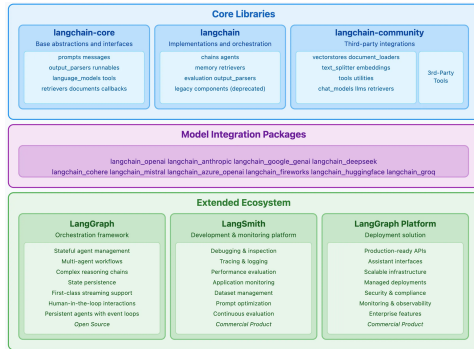 Core Libraries
langchain-core
Base abstractions and interfaces
prompts messages
output_parsers runnables
language_models tools
retrievers documents callbacks
langchain
Implementations and orchestration
chains agents
memory retrievers
evaluation output_parsers
legacy components (deprecated)
langchain-community
Third-party integrations
vectorstores document_loaders
text_splitter embeddings
tools utilities
chat_models llms retrievers
3rd-Party
Tools
Model Integration Packages
langchain_openai langchain_anthropic langchain_google_genai langchain_deepseek
langchain_cohere langchain_mistral langchain_azure_openai langchain_fireworks langchain_huggingface langchain_groq
Extended Ecosystem
LangGraph
Orchestration framework
Stateful agent management
Multi-agent workflows
Complex reasoning chains
State persistence
First-class streaming support
Human-in-the-loop interactions
Persistent agents with event loops
Open Source
LangSmith
Development & monitoring platform
Debugging & inspection
Tracing & logging
Performance evaluation
Application monitoring
Dataset management
Prompt optimization
Continuous evaluation
Commercial Product
LangGraph Platform
Deployment solution
Production-ready APIs
Assistant interfaces
Scalable infrastructure
Managed deployments
Security & compliance
Monitoring & observability
Enterprise features
Commercial Product